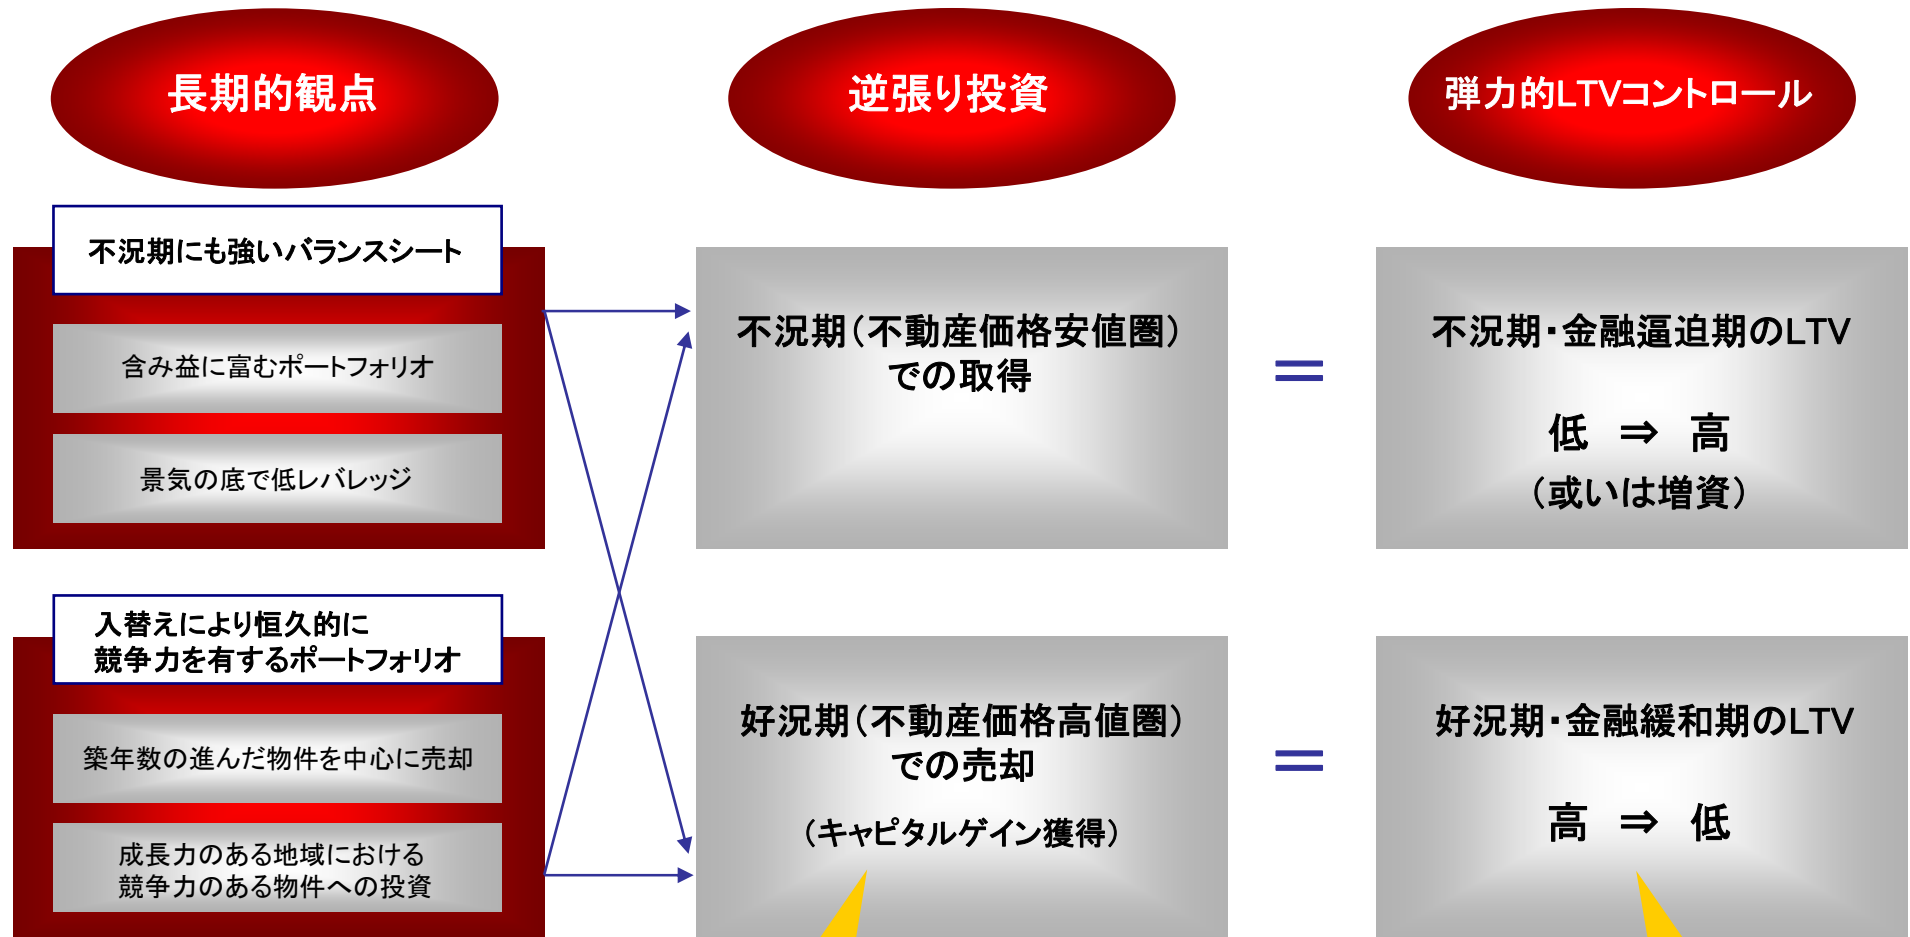 長期的観点
逆張り投資
弾力的LTVコントロール
不況期にも強いバランスシート
含み益に富むポートフォリオ
景気の底で低レバレッジ
入替えにより恒久的に
競争力を有するポートフォリオ
築年数の進んだ物件を中心に売却
成長力のある地域における
競争力のある物件への投資
不況期（不動産価格安値圏）
での取得
＝
不況期・金融逼迫期のLTV
低 ⇒ 高
（或いは増資）
好況期（不動産価格高値圏）
での売却
（キャピタルゲイン獲得）
＝
好況期・金融緩和期のLTV
高 ⇒ 低